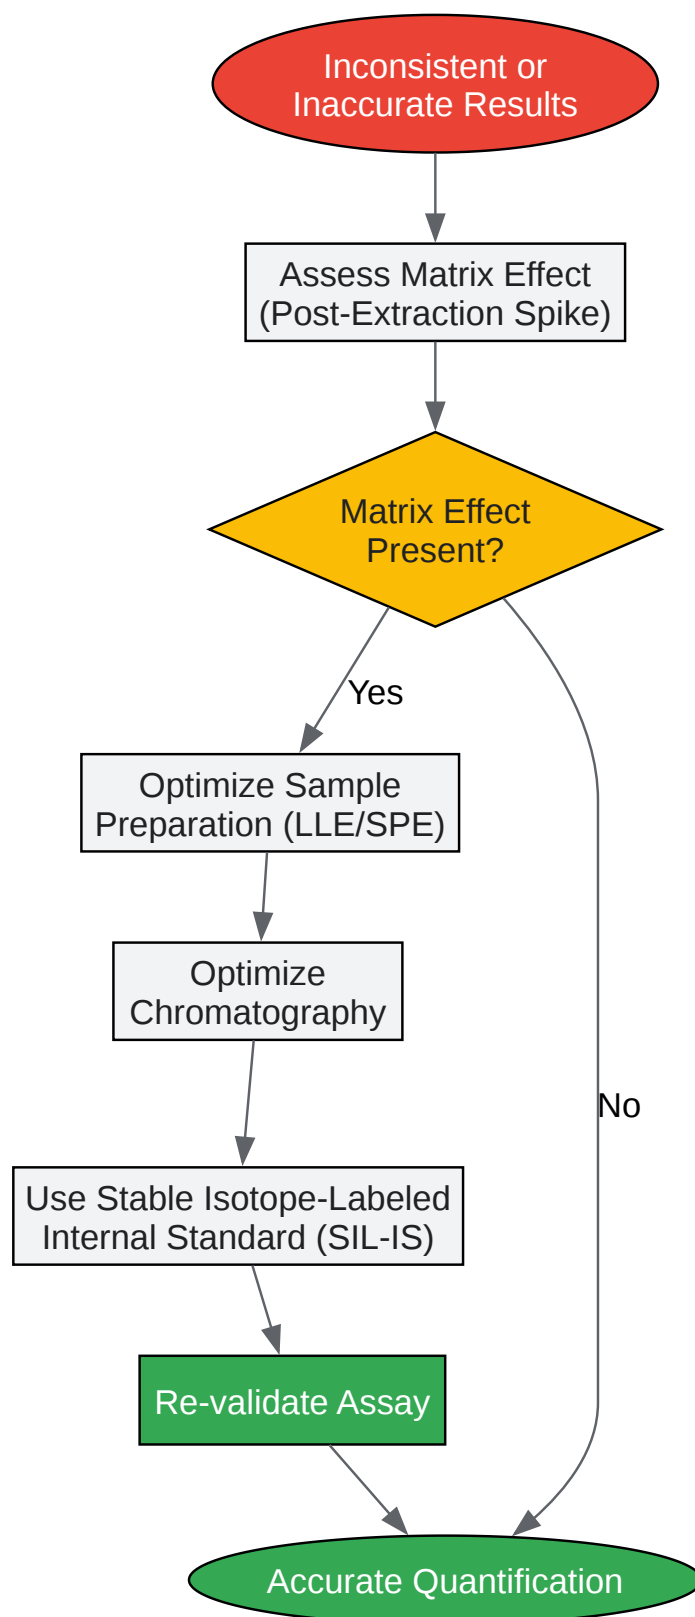 Inconsistent or
Inaccurate Results
Assess Matrix Effect
(Post-Extraction Spike)
Matrix Effect
Present?
Yes
Optimize Sample
Preparation (LLE/SPE)
Optimize
Chromatography
No
Use Stable Isotope-Labeled
Internal Standard (SIL-IS)
Re-validate Assay
Accurate Quantification